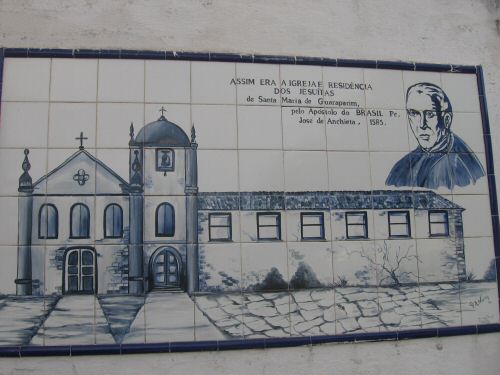 ASSIM ERA A IGREJA E RESIDÊNCIA
DOS JESUÍTAS
de Santa Maria de Guaraparim,
pelo Apóstolo do BRASIL Pe.
José de Anchieta, 1585.